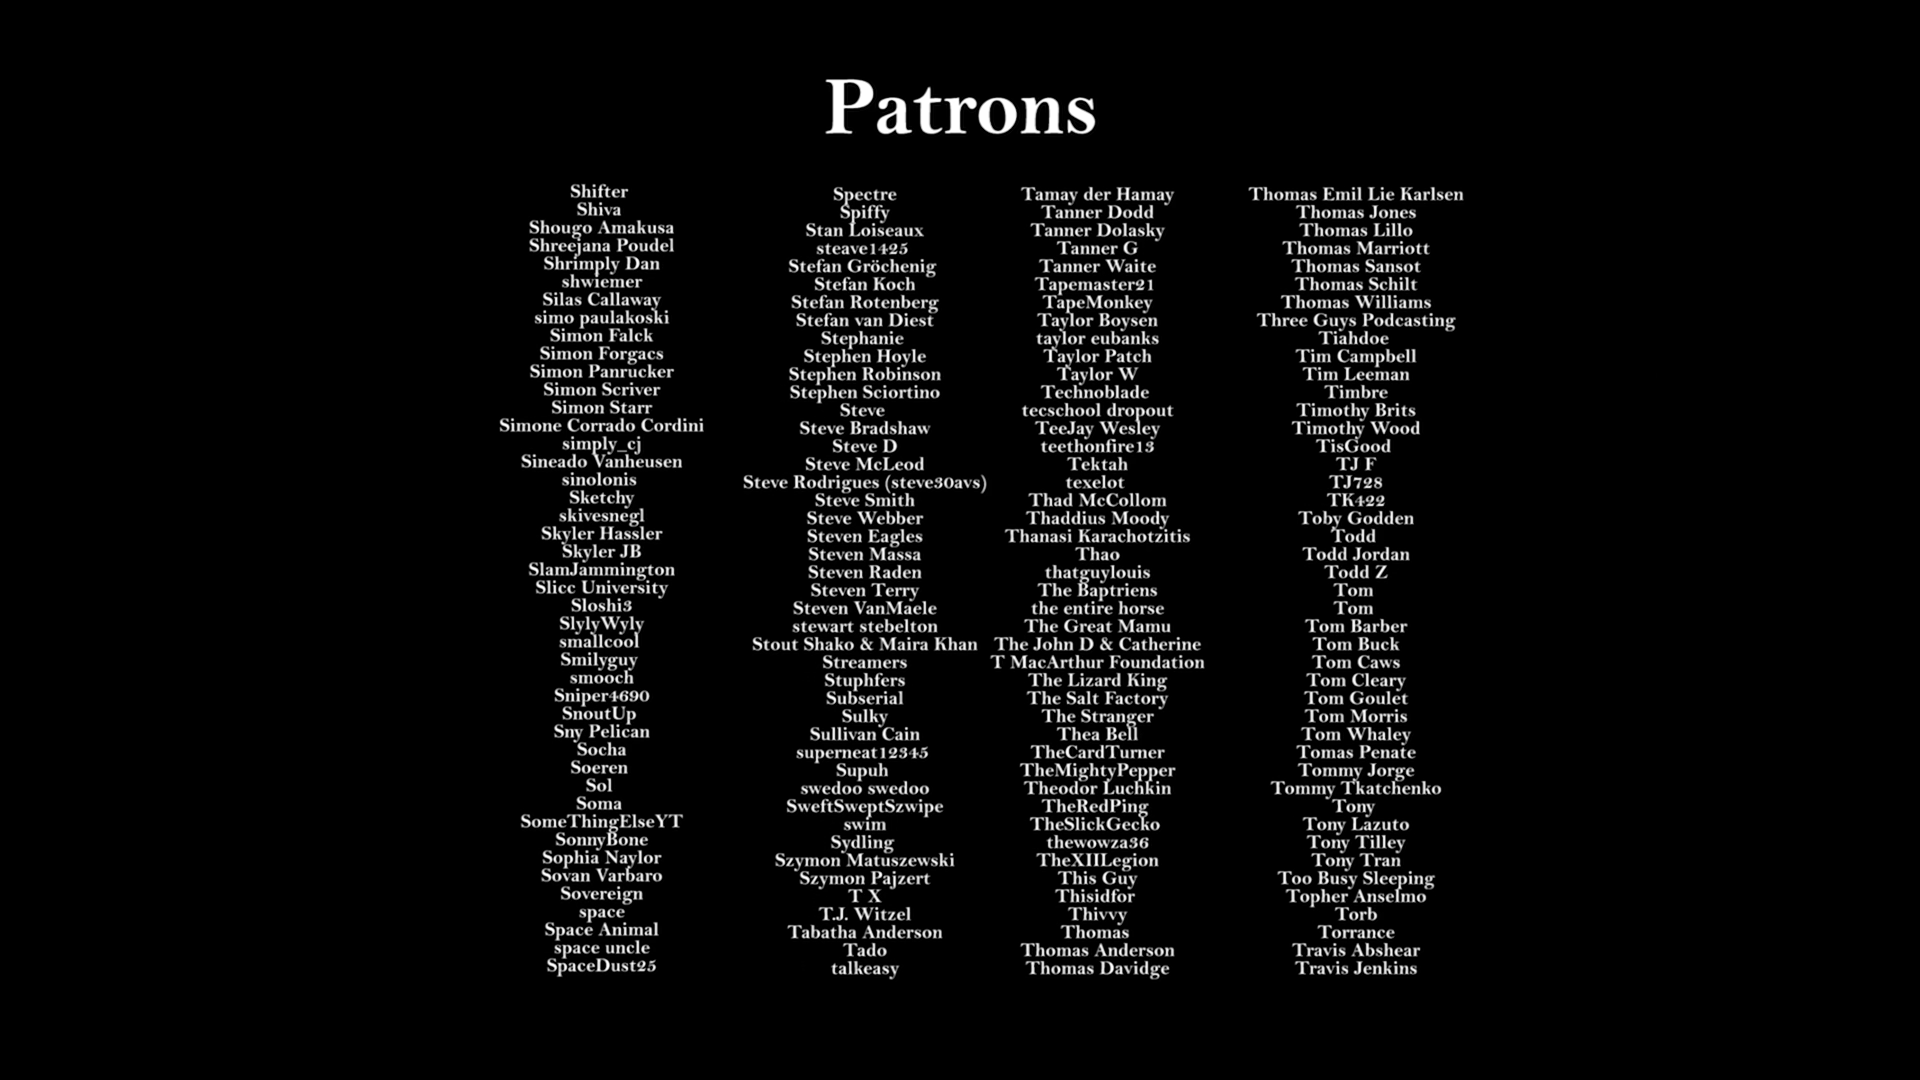 Patrons
Shifter
Shiva
Shougo Amakusa
Shreejana Poudel
Shrimply Dan
shwiemer
Silas Callaway
simo paulakoski
Simon Falck
Simon Forgacs
Simon Panrucker
Simon Scriver
Simon Starr
Simone Corrado Cordini
simply_cj
Sineado Vanheusen
sinolonis
Sketchy
skivesnegl
Skyler Hassler
Skyler JB
SlamJammington
Slicc University
Sloshi3
SlylyWyly
smallcool
Smilyguy
smooch
Sniper4690
SnoutUp
Sny Pelican
Socha
Soeren
Sol
Soma
SomeThingElseYT
SonnyBone
Sophia Naylor
Sovan Varbaro
Sovereign
space
Space Animal
space uncle
SpaceDust25
Spectre
Spiffy
Stan Loiseaux
steave1425
Stefan Gröchenig
Stefan Koch
Stefan Rotenberg
Stefan van Diest
Stephanie
Stephen Hoyle
Stephen Robinson
Stephen Sciortino
Steve
Steve Bradshaw
Steve D
Steve McLeod
Steve Rodrigues (steve30avs)
Steve Smith
Steve Webber
Steven Eagles
Steven Massa
Steven Raden
Steven Terry
Steven VanMaele
stewart stebelton
Stout Shako & Maira Khan
Streamers
Stuphfers
Subserial
Sulky
Sullivan Cain
superneat12345
Supuh
swedoo swedoo
SweftSweptSzwipe
swim
Sydling
Szymon Matuszewski
Szymon Pajzert
T X
T.J. Witzel
Tabatha Anderson
Tado
talkeasy
Tamay der Hamay
Tanner Dodd
Tanner Dolasky
Tanner G
Tanner Waite
Tapemaster21
TapeMonkey
Taylor Boysen
taylor eubanks
Taylor Patch
Taylor W
Technoblade
tecschool dropout
TeeJay Wesley
teethonfire13
Tektah
texelot
Thad McCollom
Thaddius Moody
Thanasi Karachotzitis
Thao
thatguylouis
The Baptriens
the entire horse
The Great Mamu
The John D & Catherine
T MacArthur Foundation
The Lizard King
The Salt Factory
The Stranger
Thea Bell
TheCardTurner
TheMightyPepper
Theodor Luchkin
TheRedPing
TheSlickGecko
thewowza36
TheXIILegion
This Guy
Thisidfor
Thivvy
Thomas
Thomas Anderson
Thomas Davidge
Thomas Emil Lie Karlsen
Thomas Jones
Thomas Lillo
Thomas Marriott
Thomas Sansot
Thomas Schilt
Thomas Williams
Three Guys Podcasting
Tiahdoe
Tim Campbell
Tim Leeman
Timbre
Timothy Brits
Timothy Wood
TisGood
TJ F
TJ728
TK422
Toby Godden
Todd
Todd Jordan
Todd Z
Tom
Tom
Tom Barber
Tom Buck
Tom Caws
Tom Cleary
Tom Goulet
Tom Morris
Tom Whaley
Tomas Penate
Tommy Jorge
Tommy Tkatchenko
Tony
Tony Lazuto
Tony Tilley
Tony Tran
Too Busy Sleeping
Topher Anselmo
Torb
Torrance
Travis Abshear
Travis Jenkins